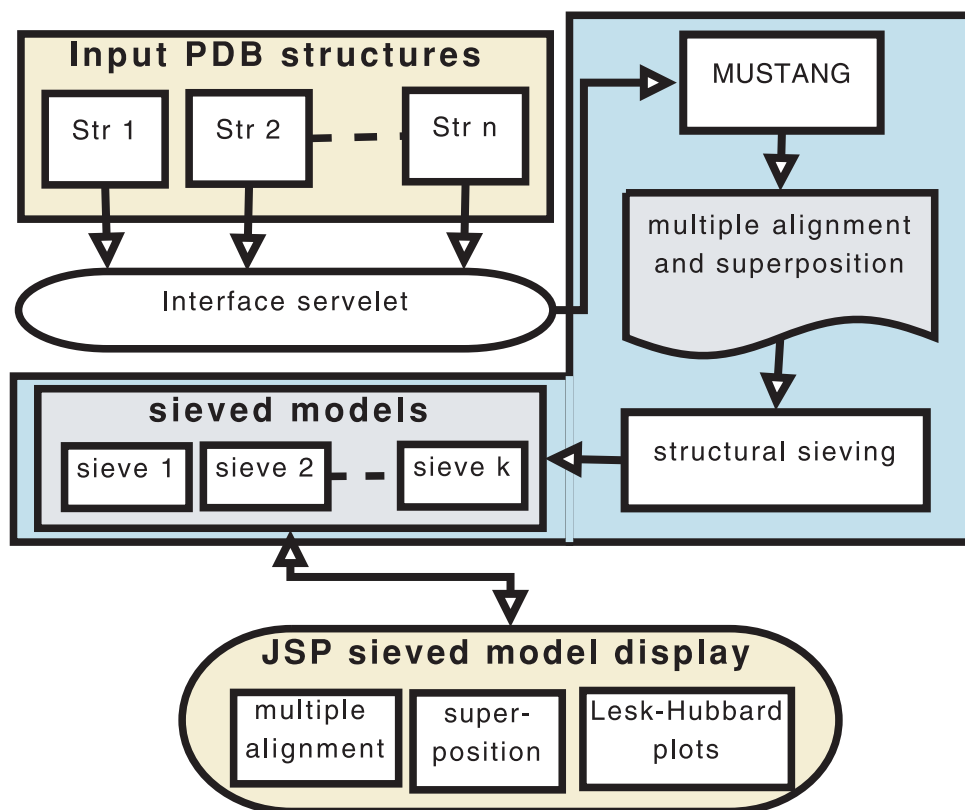 Input PDB structures
Str 1
Str 2
Str n
Interface servelet
MUSTANG
multiple alignment
and superposition
structural sieving
sieved models
sieve 1
sieve 2
sieve k
JSP sieved model display
multiple
alignment
super-
position
Lesk-Hubbard
plots